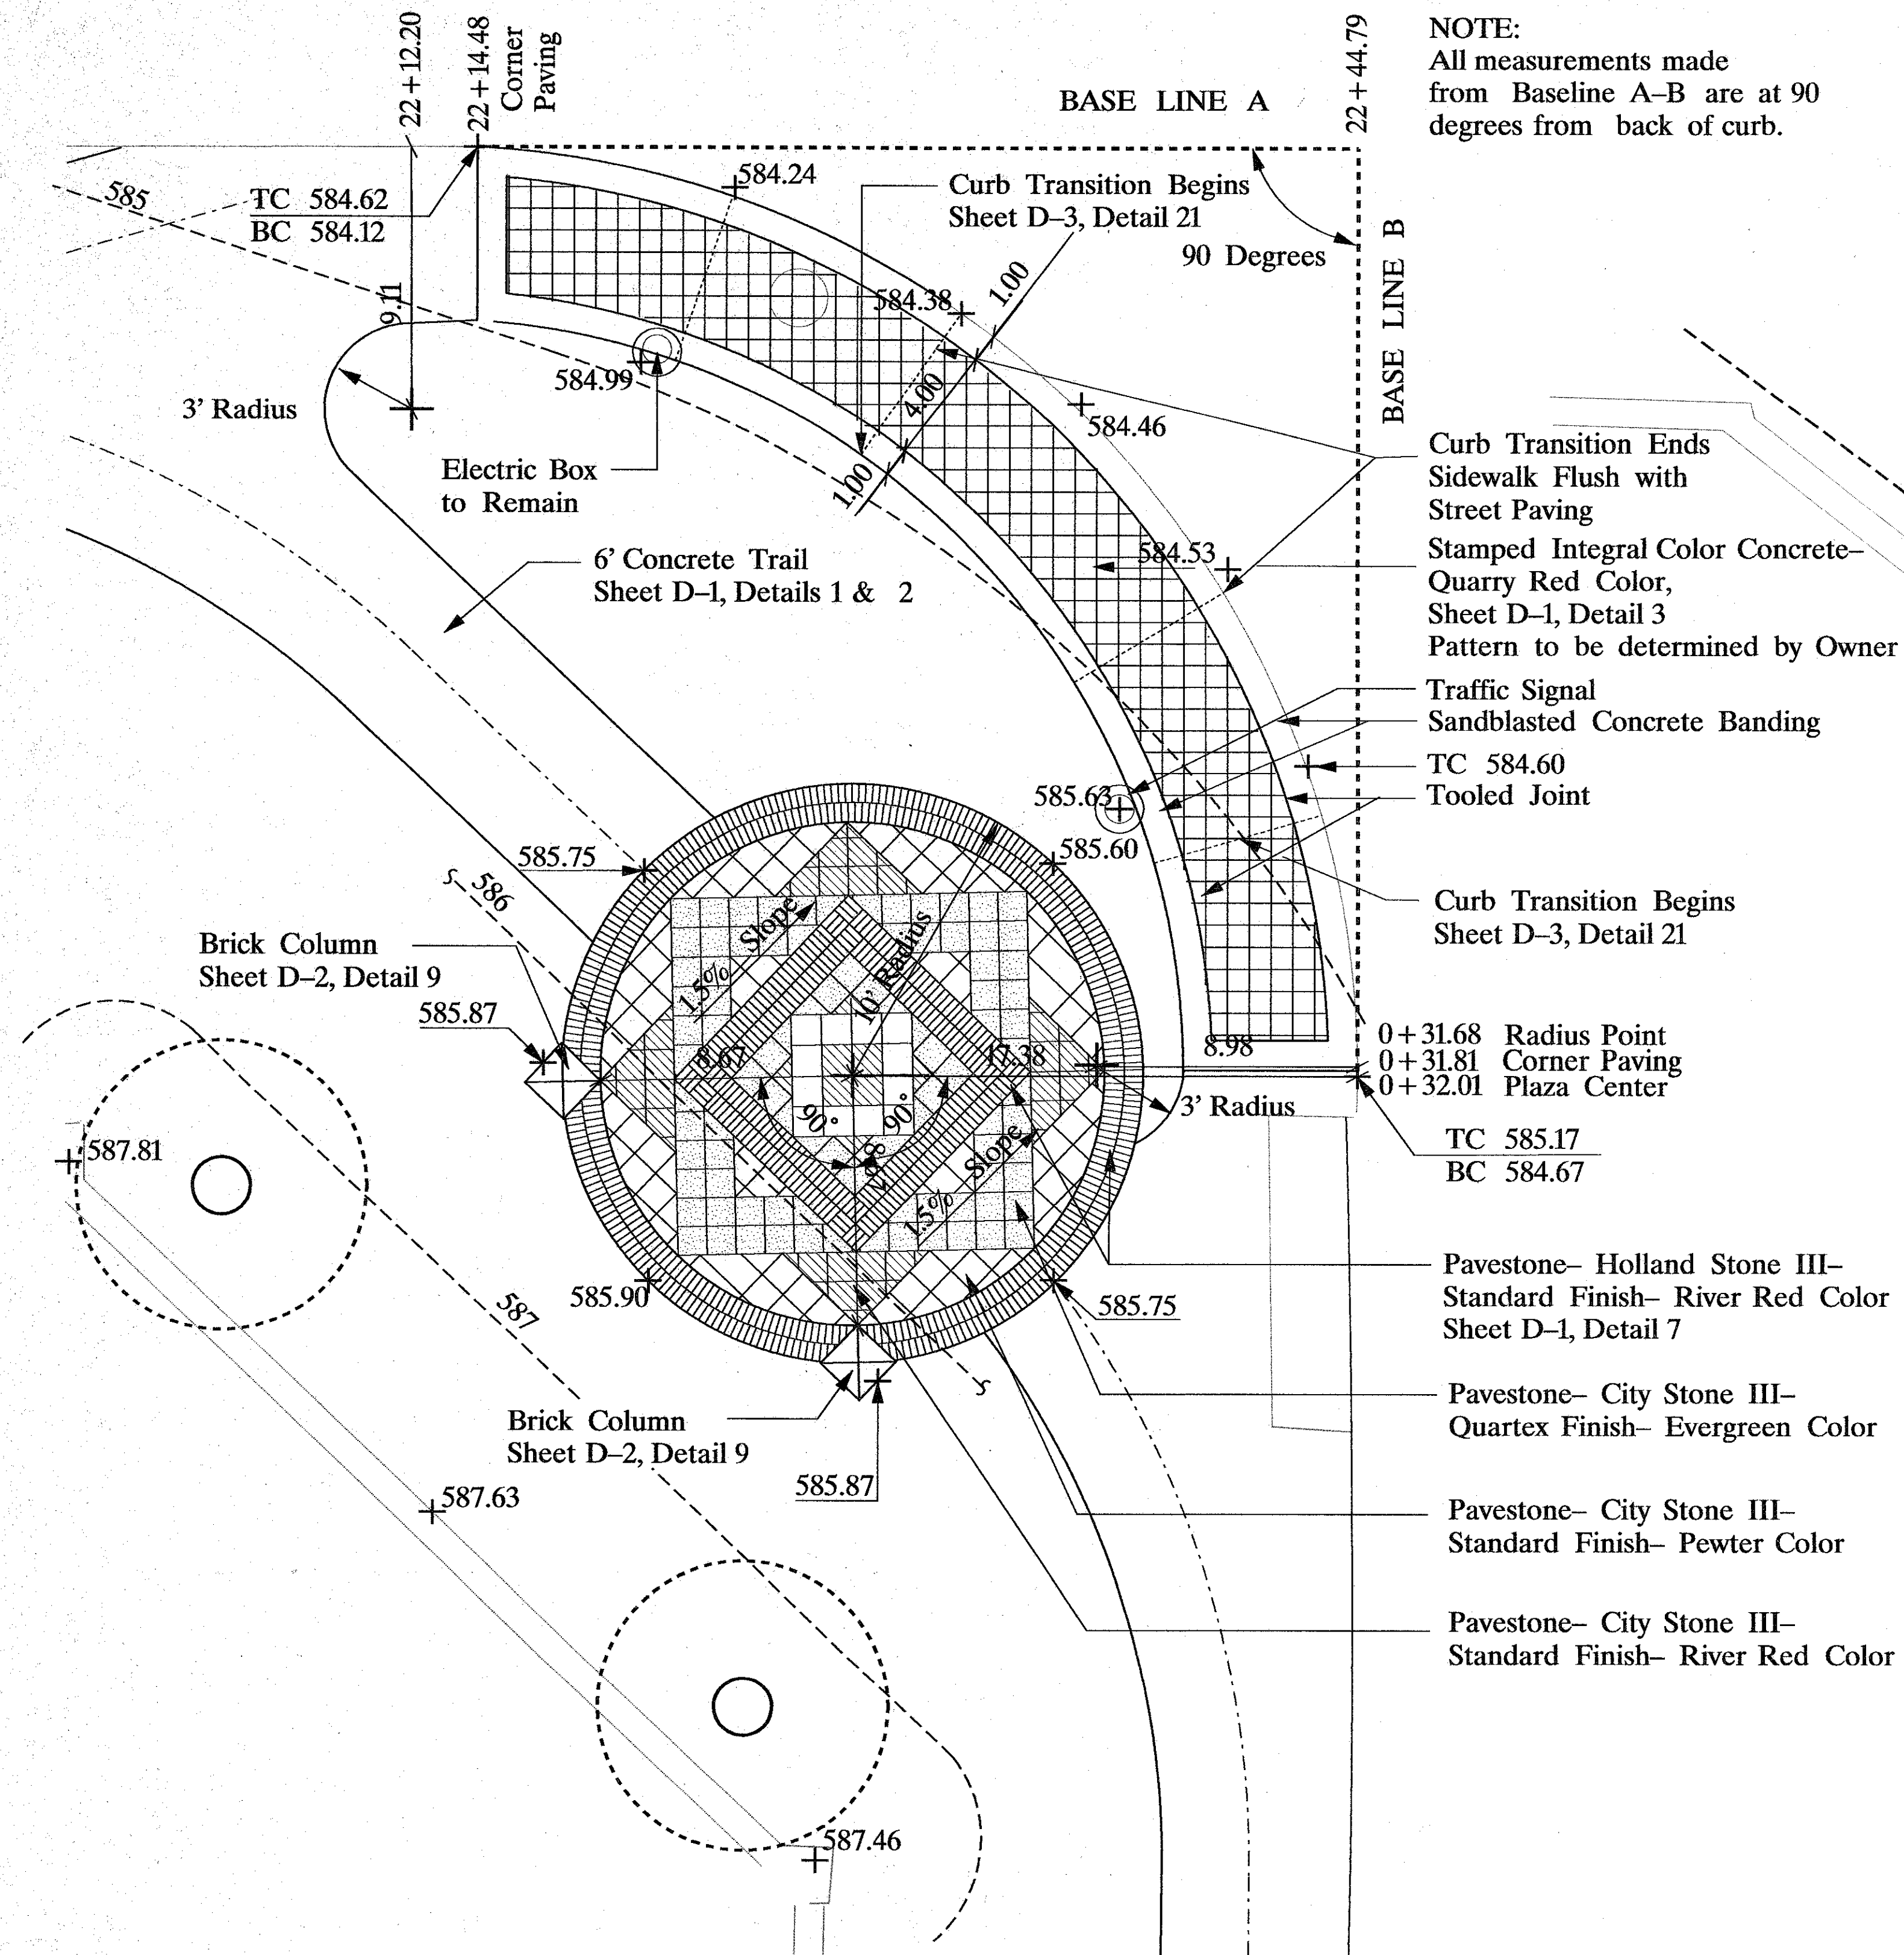 22+12.20
22+14.48
Corner
Paving
BASE LINE A
22+44.79
NOTE:
All measurements made
from Baseline A–B are at 90
degrees from back of curb.
585
TC 584.62
BC 584.12
584.24
Curb Transition Begins
Sheet D–3, Detail 21
90 Degrees
BASE LINE B
9.11
584.38
1.00
584.99
4.00
584.46
3' Radius
1.00
Electric Box
to Remain
Curb Transition Ends
Sidewalk Flush with
Street Paving
584.53
Stamped Integral Color Concrete–
Quarry Red Color,
Sheet D–1, Detail 3
Pattern to be determined by Owner
6' Concrete Trail
Sheet D–1, Details 1 & 2
Traffic Signal
Sandblasted Concrete Banding
TC 584.60
Tooled Joint
585.63
585.60
585.75
S
586
Slope
1.5%
10' Radius
Curb Transition Begins
Sheet D–3, Detail 21
Brick Column
Sheet D–2, Detail 9
585.87
8.67
17.38
8.98
0+31.68 Radius Point
0+31.81 Corner Paving
0+32.01 Plaza Center
3' Radius
90°
90°
8.67
Slope
1.5%
TC 585.17
BC 584.67
587.81
585.90
585.75
587
Pavestone– Holland Stone III–
Standard Finish– River Red Color
Sheet D–1, Detail 7
S
Pavestone– City Stone III–
Quartex Finish– Evergreen Color
Brick Column
Sheet D–2, Detail 9
585.87
587.63
Pavestone– City Stone III–
Standard Finish– Pewter Color
Pavestone– City Stone III–
Standard Finish– River Red Color
587.46